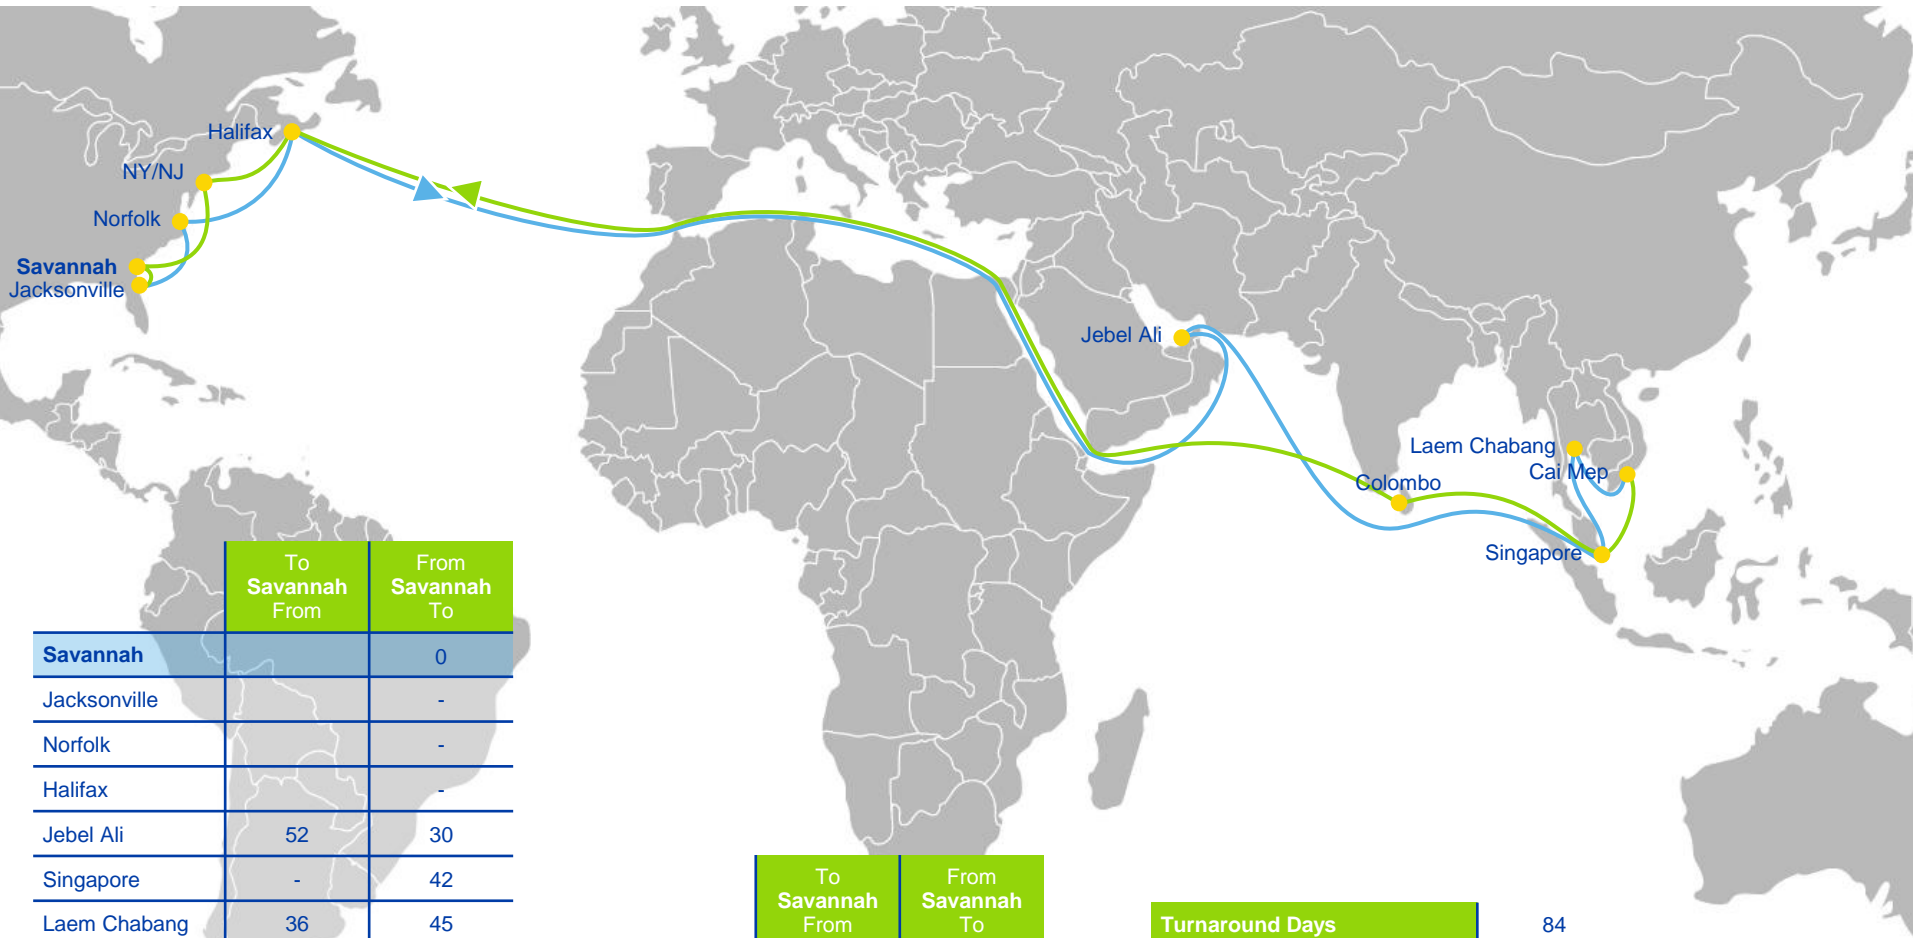 Halifax
NY/NJ
Norfolk
Savannah
Jacksonville
Jebel Ali
Laem Chabang
Cai Mep
Colombo
Singapore
To Savannah From
From Savannah To
Savannah 0
Jacksonville -
Norfolk -
Halifax -
Jebel Ali 52 30
Singapore - 42
Laem Chabang 36 45
To Savannah From
From Savannah To
Turnaround Days 84